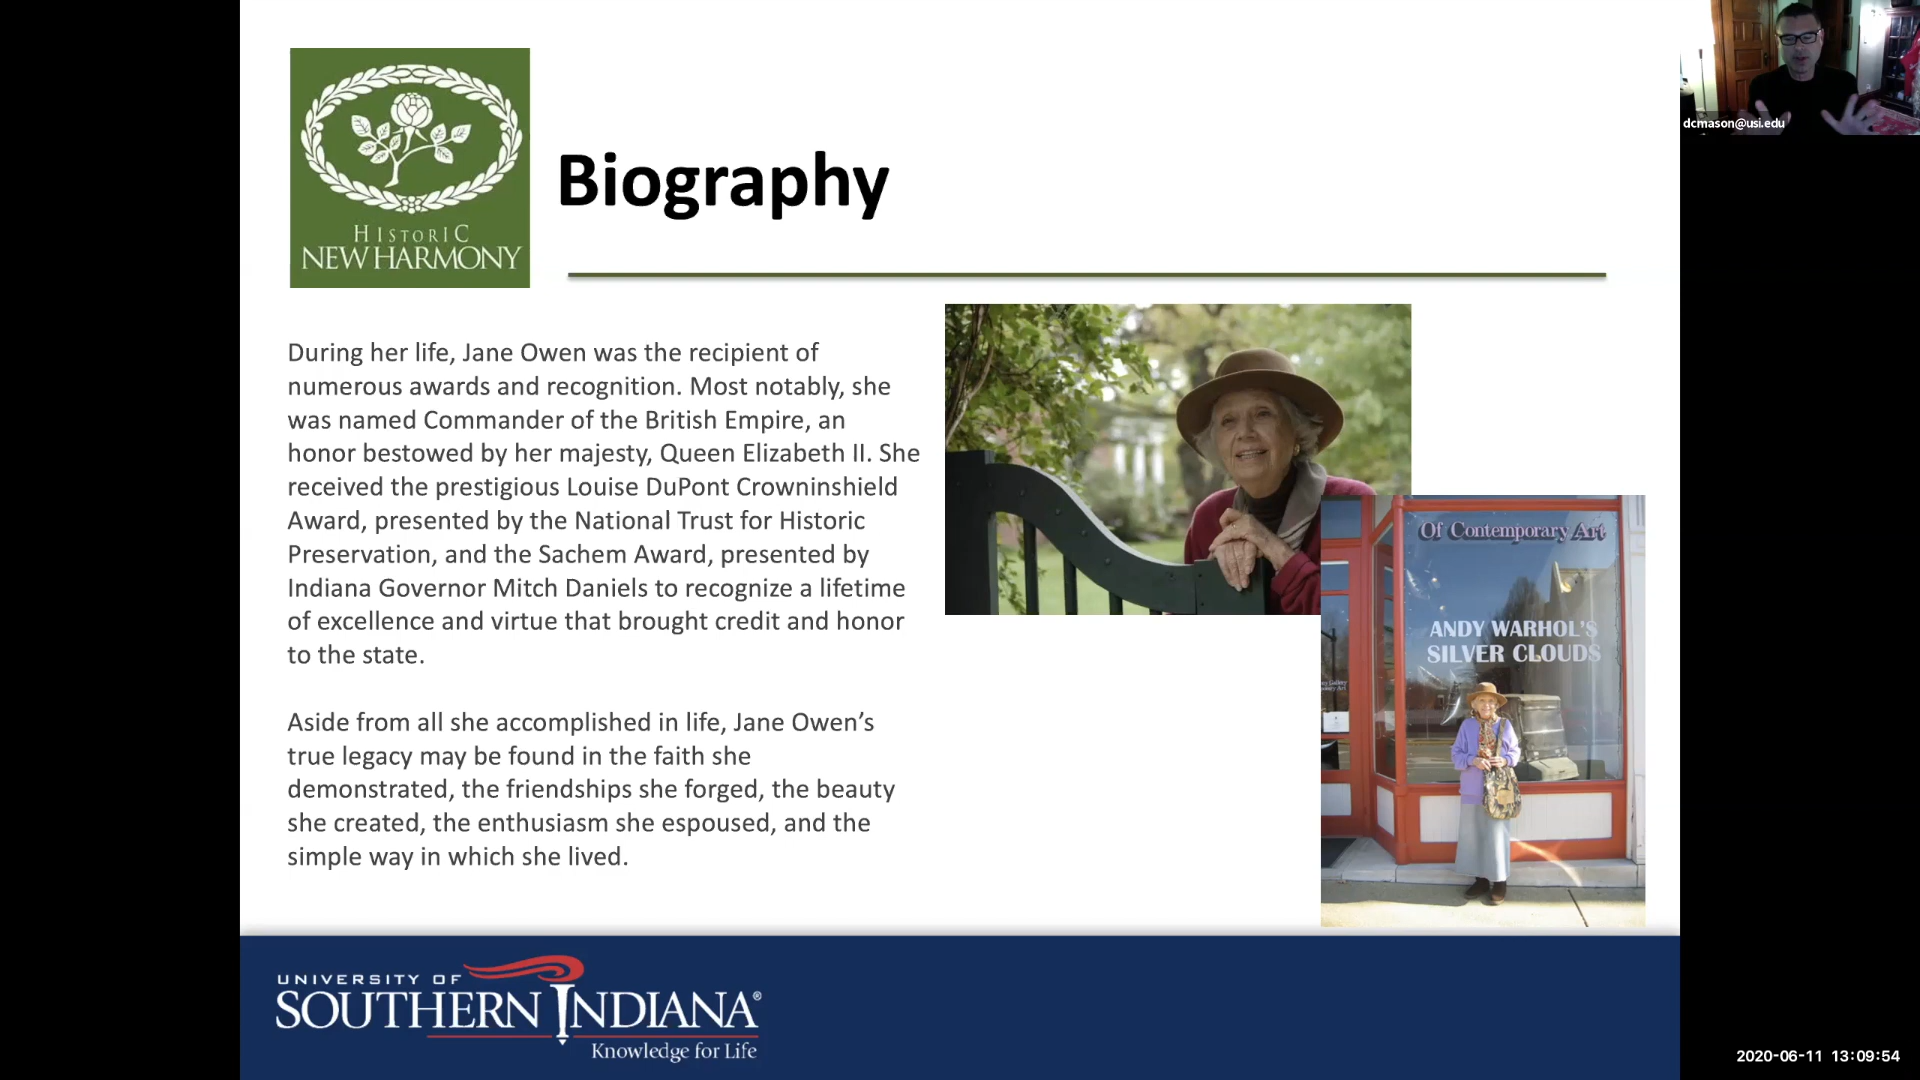 HISTORIC
NEW HARMONY
Biography
dcmason@usi.edu
During her life, Jane Owen was the recipient of
numerous awards and recognition. Most notably, she
was named Commander of the British Empire, an
honor bestowed by her majesty, Queen Elizabeth II. She
received the prestigious Louise DuPont Crowninshield
Award, presented by the National Trust for Historic
Preservation, and the Sachem Award, presented by
Indiana Governor Mitch Daniels to recognize a lifetime
of excellence and virtue that brought credit and honor
to the state.
Aside from all she accomplished in life, Jane Owen’s
true legacy may be found in the faith she
demonstrated, the friendships she forged, the beauty
she created, the enthusiasm she espoused, and the
simple way in which she lived.
Of Contemporary Art
ANDY WARHOL'S
SILVER CLOUDS
UNIVERSITY OF
SOUTHERN INDIANA®
Knowledge for Life
2020-06-11 13:09:54